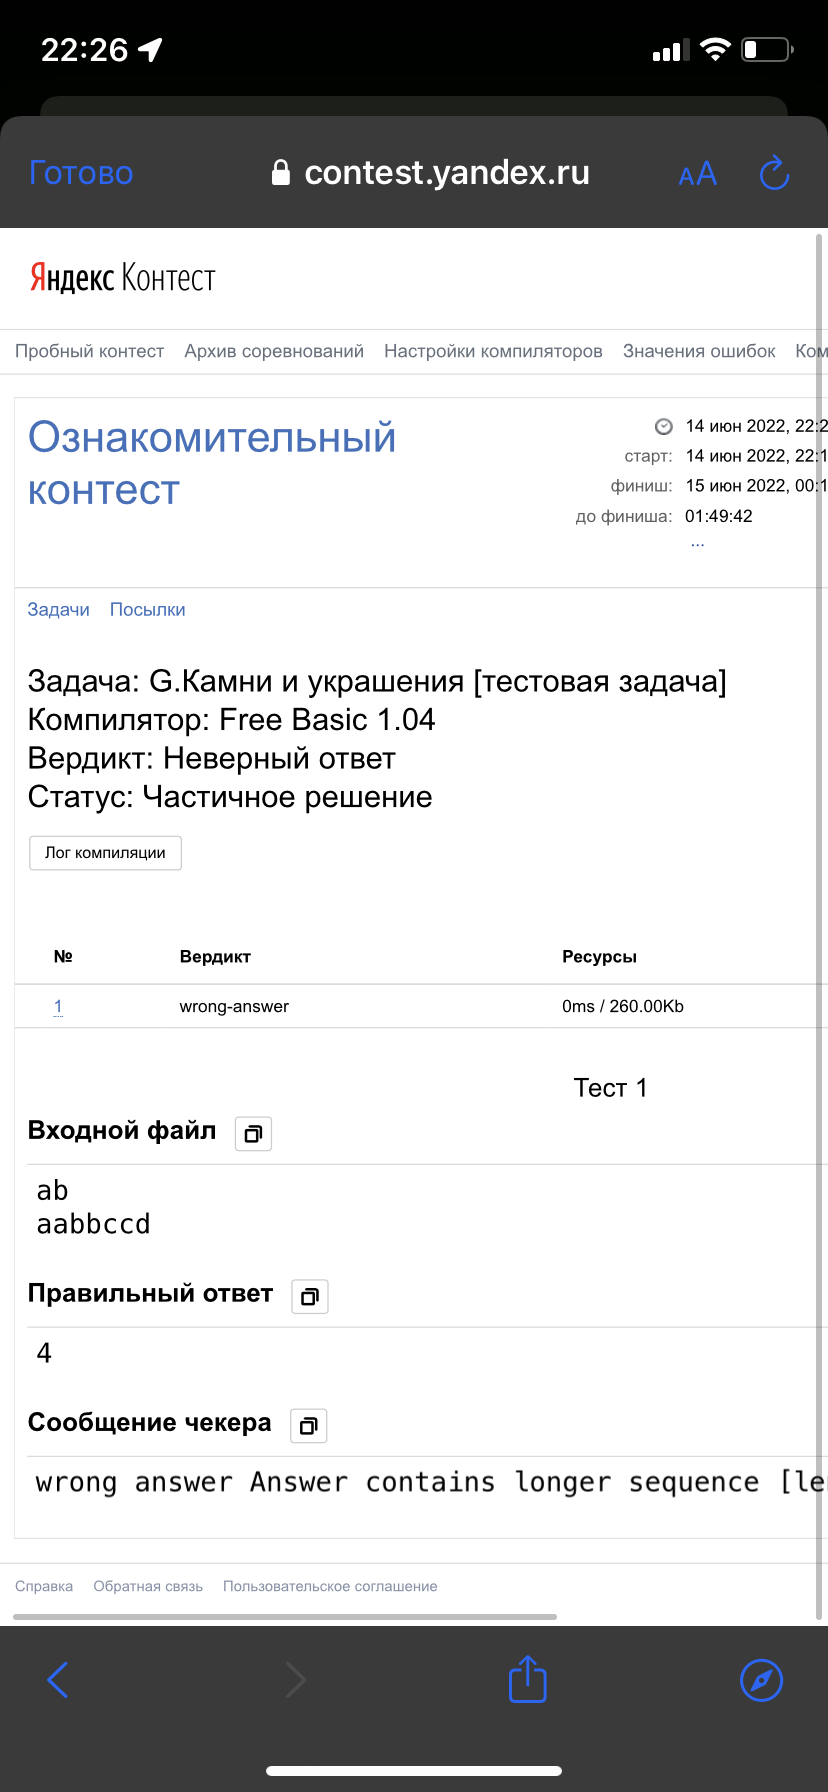 22:26
Готово
contest.yandex.ru
AA
Яндекс Контест
Пробный контест Архив соревнований Настройки компиляторов Значения ошибок
Ознакомительный
контест
14 июн 2022, 22:2
старт: 14 июн 2022, 22:1
финиш: 15 июн 2022, 00:1
до финиша: 01:49:42
...
Задачи Посылки
Задача: G.Камни и украшения [тестовая задача]
Компилятор: Free Basic 1.04
Вердикт: Неверный ответ
Статус: Частичное решение
Лог компиляции
№ Вердикт Ресурсы
1 wrong-answer 0ms / 260.00Kb
Тест 1
Входной файл
ab
aabbccd
Правильный ответ
4
Сообщение чекера
wrong answer Answer contains longer sequence
Справка Обратная связь Пользовательское соглашение